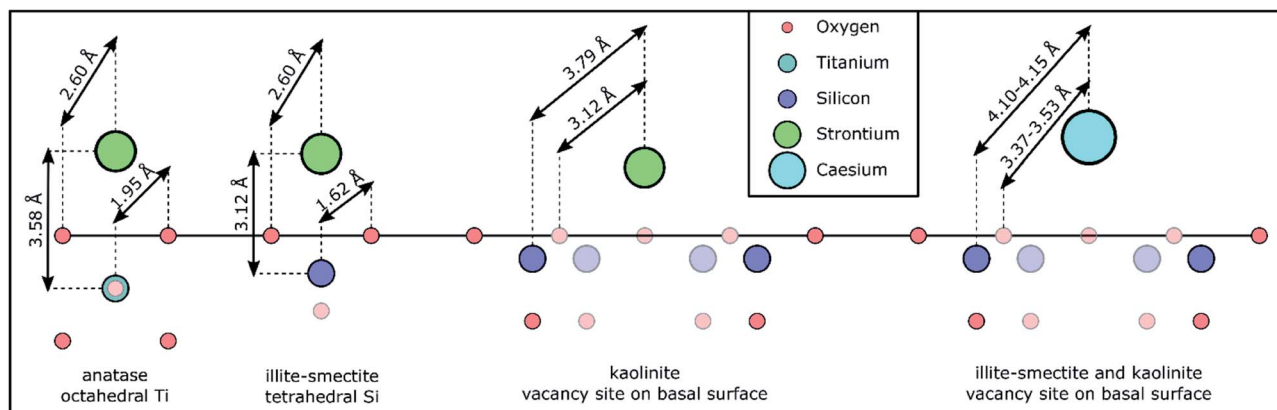 2.60 Å
3.58 Å
1.95 Å
2.60 Å
3.12 Å
1.62 Å
3.79 Å
3.12 Å
Oxygen
Titanium
Silicon
Strontium
Caesium
4.10-4.15 Å
3.37-3.53 Å
anatase
octahedral Ti
illite-smectite
tetrahedral Si
kaolinite
vacancy site on basal surface
illite-smectite and kaolinite
vacancy site on basal surface